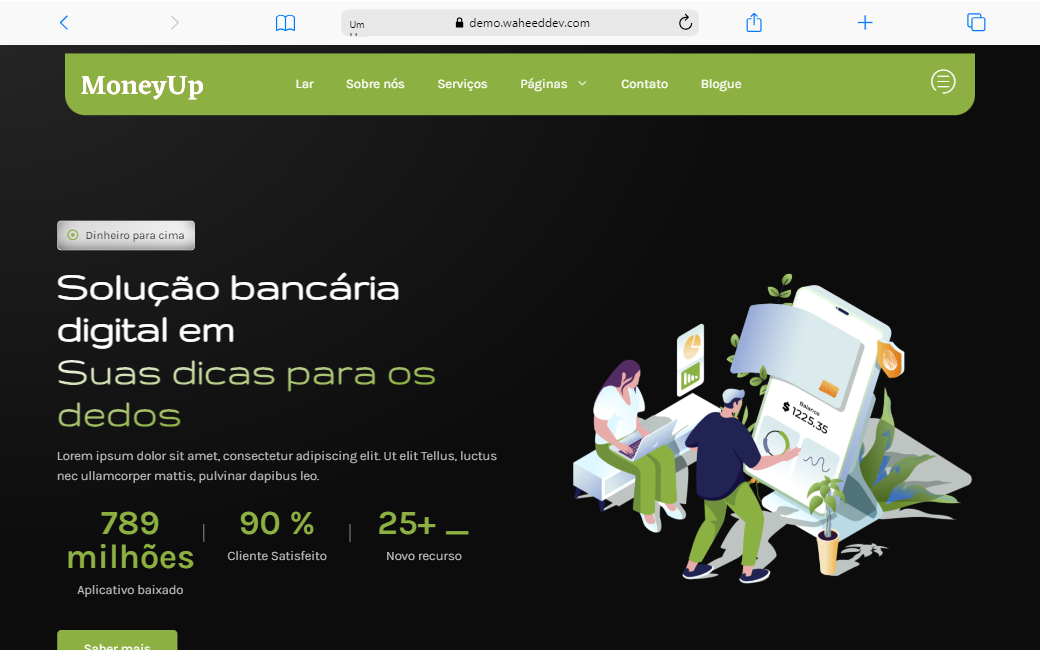 Um
demo.waheeddev.com
MoneyUp
Lar
Sobre nós
Serviços
Páginas
Contato
Blogue
Dinheiro para cima
Solução bancária
digital em
Suas dicas para os
dedos
Lorem ipsum dolor sit amet, consectetur adipiscing elit. Ut elit Tellus, luctus
nec ullamcorper mattis, pulvinar dapibus leo.
789
milhões
Aplicativo baixado
90 %
Cliente Satisfeito
25+ _
Novo recurso
Saber mais
Balance
$ 1225,35